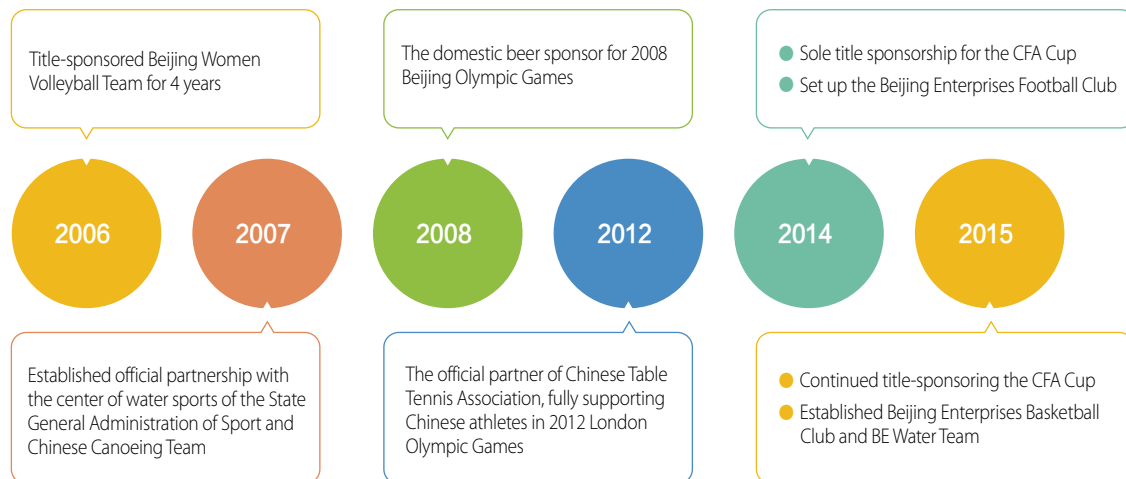 Title-sponsored Beijing Women
Volleyball Team for 4 years
The domestic beer sponsor for 2008
Beijing Olympic Games
Sole title sponsorship for the CFA Cup
Set up the Beijing Enterprises Football Club
2006
2007
2008
2012
2014
2015
Established official partnership with
the center of water sports of the State
General Administration of Sport and
Chinese Canoeing Team
The official partner of Chinese Table
Tennis Association, fully supporting
Chinese athletes in 2012 London
Olympic Games
Continued title-sponsoring the CFA Cup
Established Beijing Enterprises Basketball
Club and BE Water Team